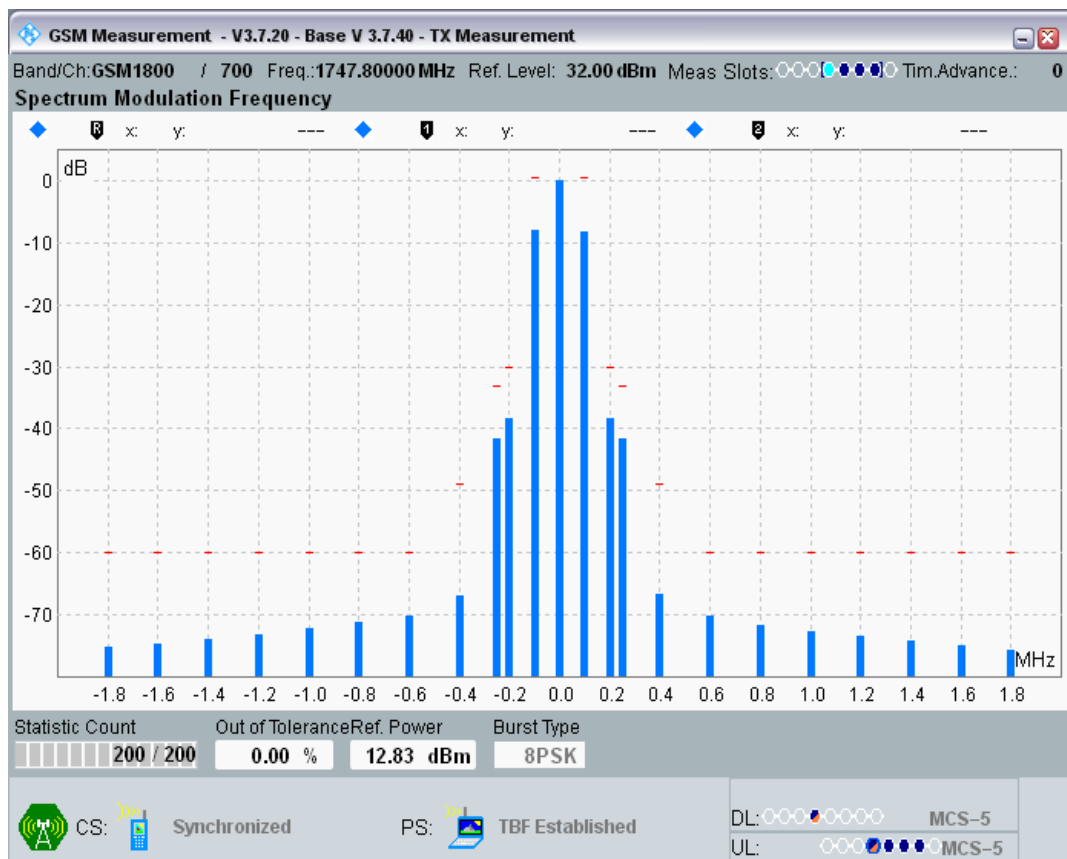 GSM Measurement - V3.7.20 - Base V 3.7.40 - TX Measurement
Band/Ch:GSM1800 / 700 Freq.:1747.80000 MHz Ref. Level: 32.00 dBm Meas Slots: Tim.Advance.: 0
Spectrum Modulation Frequency
R x: y: --- 1 x: y: --- 2 x: y: ---
dB
0
-10
-20
-30
-40
-50
-60
-70
MHz
-1.8 -1.6 -1.4 -1.2 -1.0 -0.8 -0.6 -0.4 -0.2 0.0 0.2 0.4 0.6 0.8 1.0 1.2 1.4 1.6 1.8
Statistic Count Out of Tolerance Ref. Power Burst Type
200 / 200 0.00 % 12.83 dBm 8PSK
CS: Synchronized PS: TBF Established
DL: MCS-5
UL: MCS-5